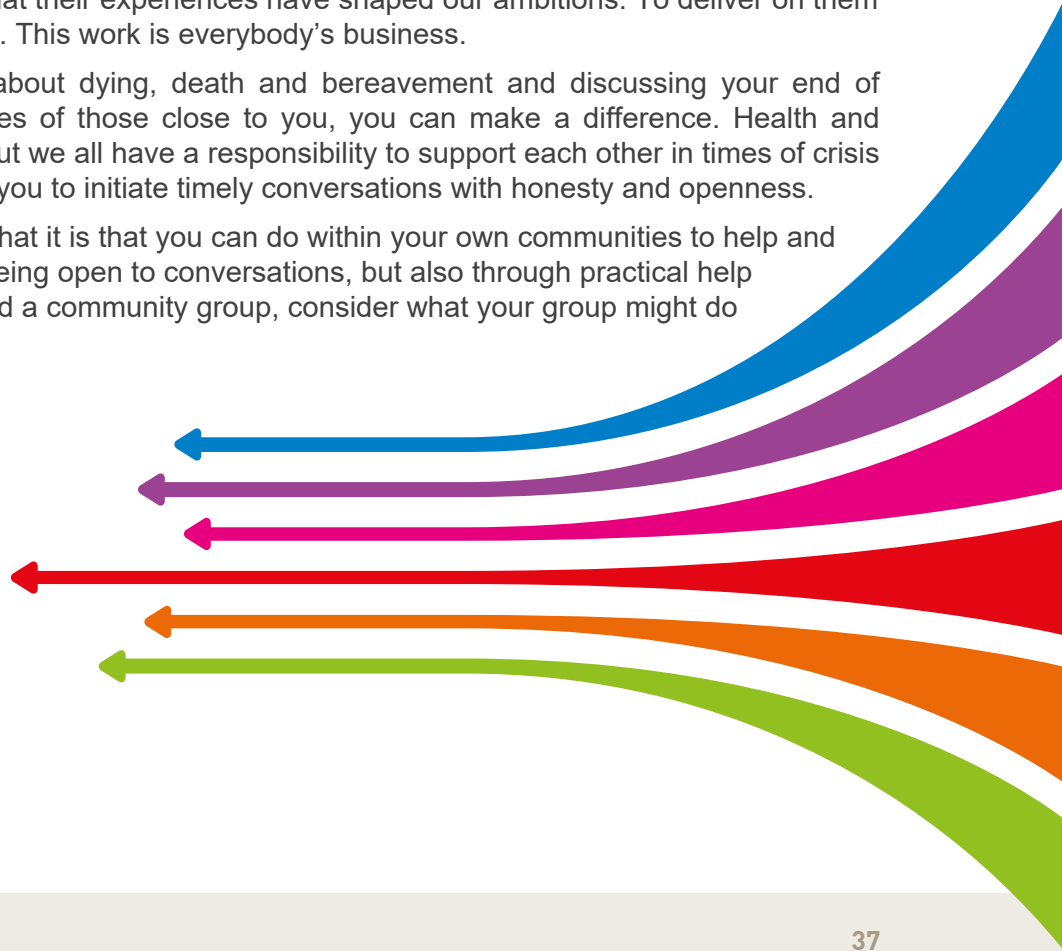 at their experiences have shaped our ambitions. To deliver on them
. This work is everybody’s business.
about dying, death and bereavement and discussing your end of
es of those close to you, you can make a difference. Health and
ut we all have a responsibility to support each other in times of crisis
you to initiate timely conversations with honesty and openness.
hat it is that you can do within your own communities to help and
eing open to conversations, but also through practical help
d a community group, consider what your group might do
37